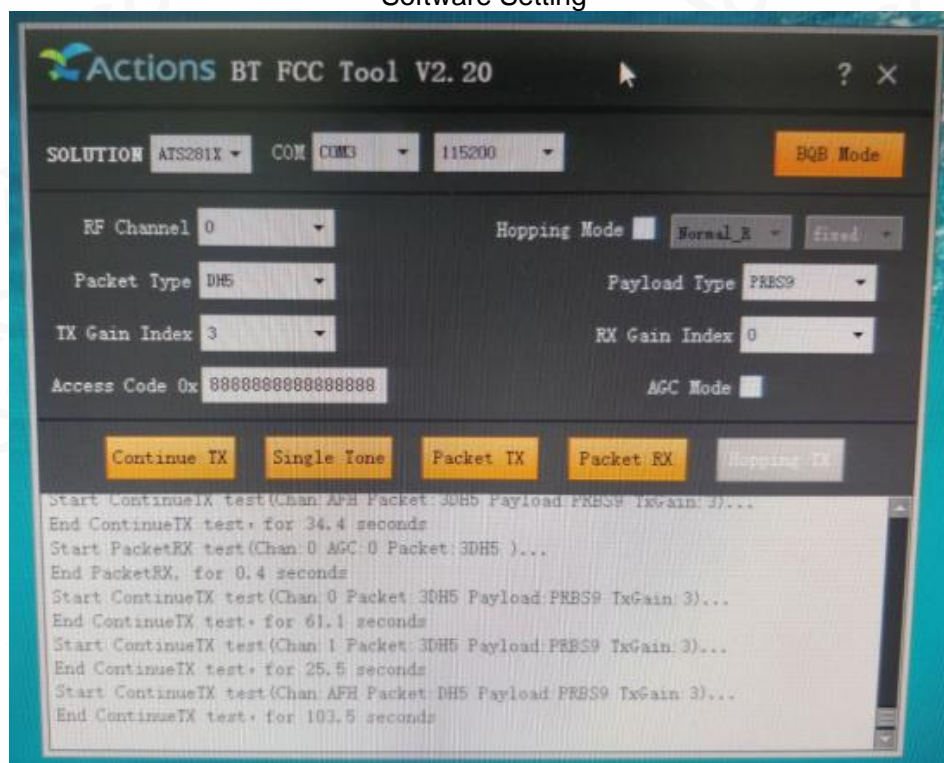 Software Setting
Actions BT FCC Tool V2.20 ? ×
SOLUTION ATS281X COM COM3 115200 BQB Mode
RF Channel 0 Hopping Mode Normal_R fixed
Packet Type DH5 Payload Type PRBS9
TX Gain Index 3 RX Gain Index 0
Access Code 0x 8888888888888888 AGC Mode
Continue TX Single Tone Packet TX Packet RX Hopping TX
Start ContinueTX test(Chan:AFH Packet:3DH5 Payload:PRBS9 TxGain:3)...
End ContinueTX test, for 34.4 seconds
Start PacketRX test(Chan:0 AGC:0 Packet:3DH5 )...
End PacketRX, for 0.4 seconds
Start ContinueTX test(Chan:0 Packet:3DH5 Payload:PRBS9 TxGain:3)...
End ContinueTX test, for 61.1 seconds
Start ContinueTX test(Chan:1 Packet:3DH5 Payload:PRBS9 TxGain:3)...
End ContinueTX test, for 25.5 seconds
Start ContinueTX test(Chan:AFH Packet:DH5 Payload:PRBS9 TxGain:3)...
End ContinueTX test, for 103.5 seconds